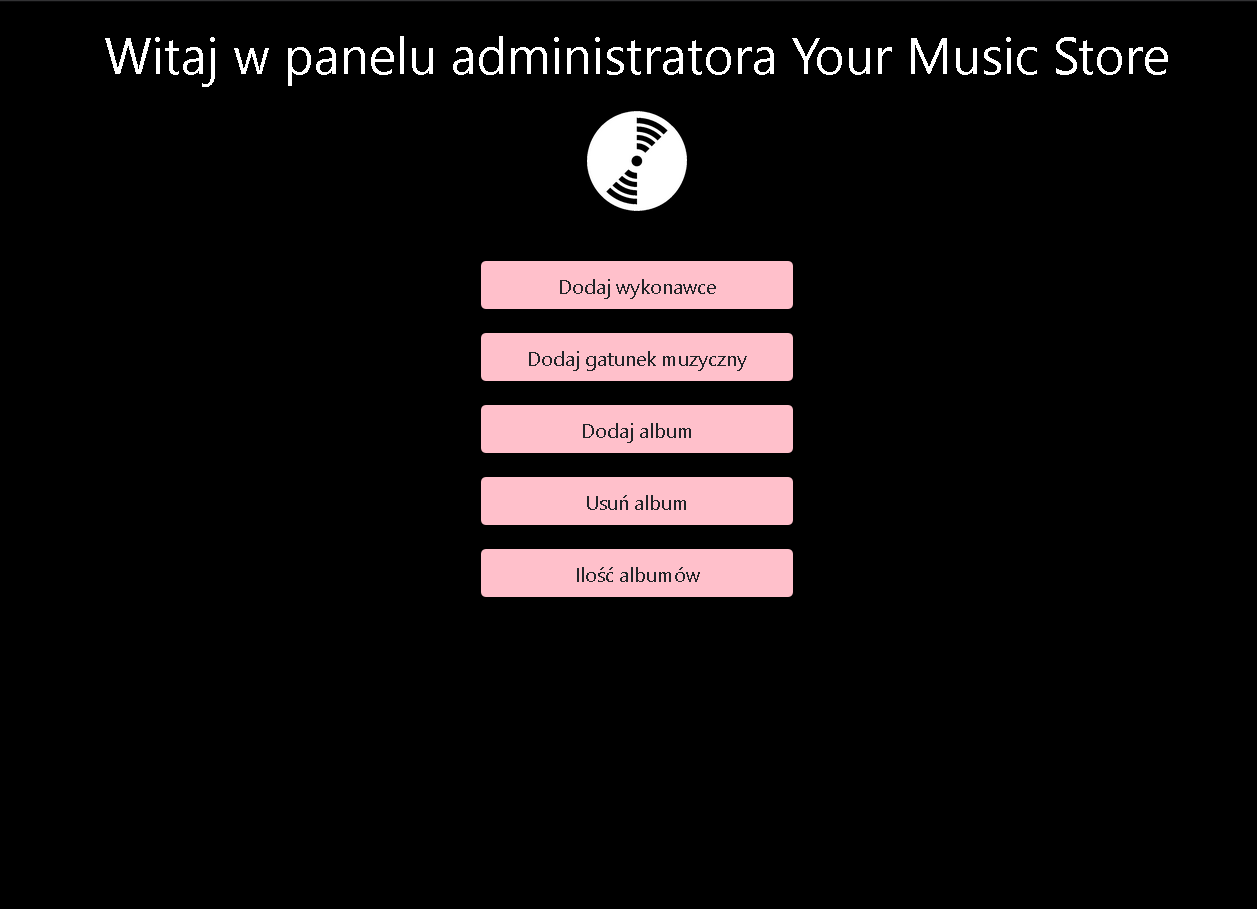 Witaj w panelu administratora Your Music Store
Dodaj wykonawce
Dodaj gatunek muzyczny
Dodaj album
Usuń album
Ilość albumów